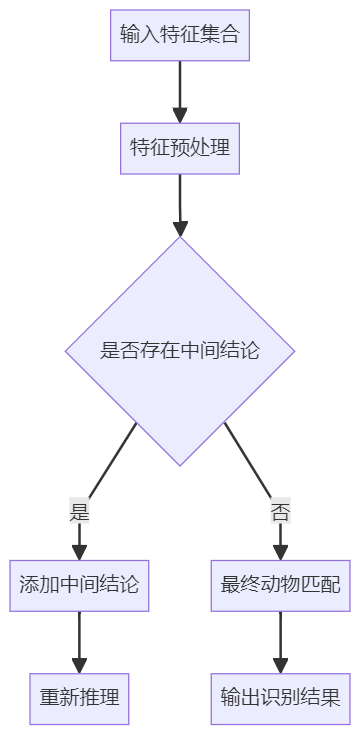 输入特征集合
特征预处理
是否存在中间结论
是
否
添加中间结论
最终动物匹配
重新推理
输出识别结果